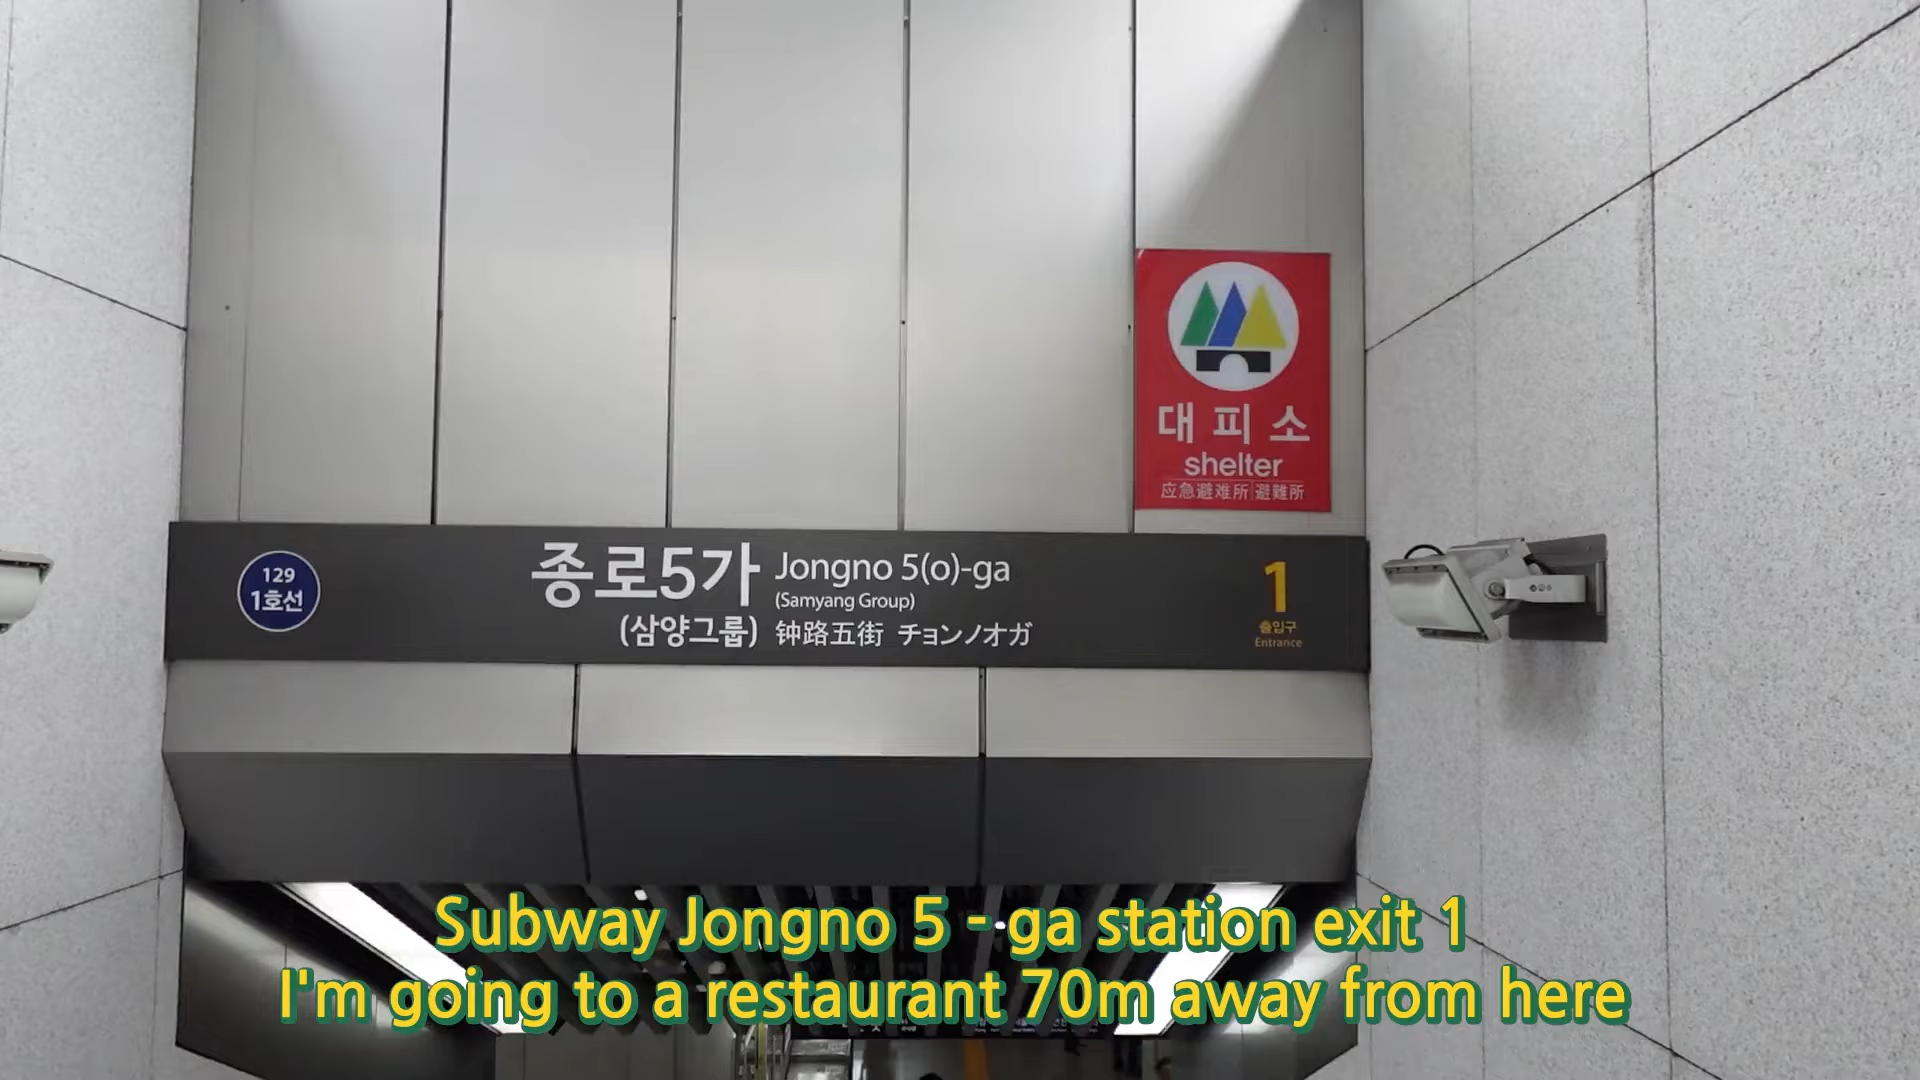 대피소
shelter
应急避难所 避難所
129
1호선
종로5가 Jongno 5(o)-ga
(Samyang Group)
(삼양그룹) 钟路五街 チョンノオガ
1
출입구
Entrance
Subway Jongno 5 - ga station exit 1
I'm going to a restaurant 70m away from here